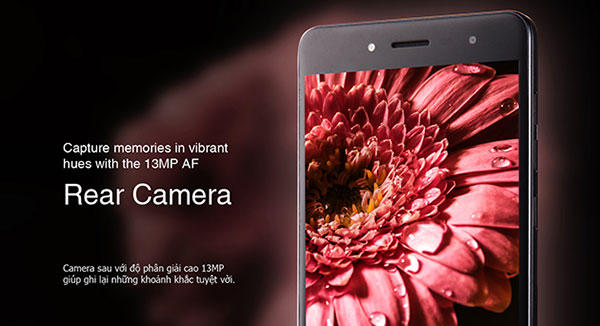 Capture memories in vibrant
hues with the 13MP AF
Rear Camera
Camera sau với độ phân giải cao 13MP
giúp ghi lại những khoảnh khắc tuyệt vời.